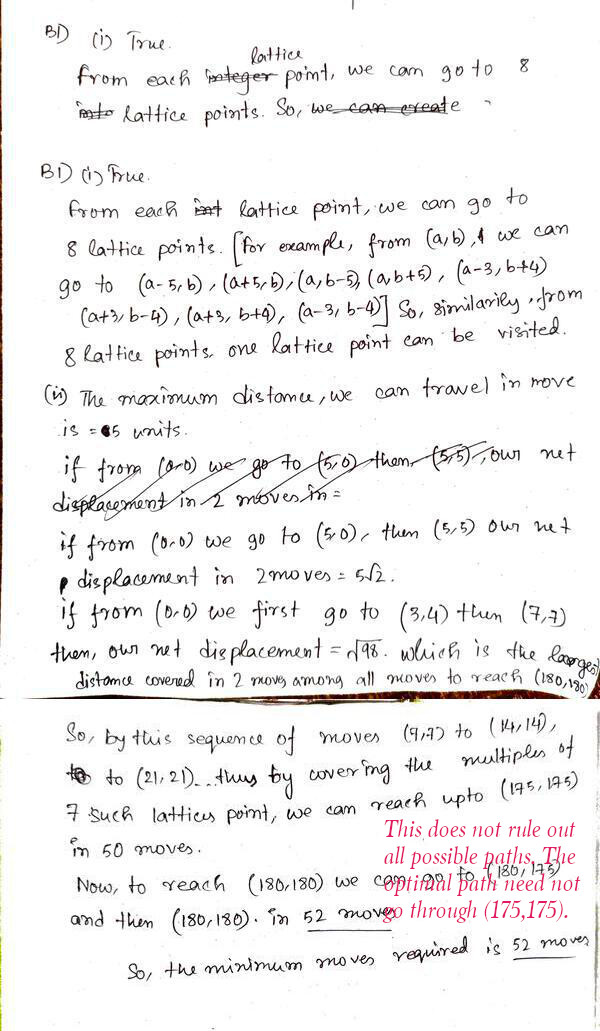 B1) (i) True.
From each integer lattice point, we can go to 8
into lattice points. So, we can create
B1) (i) True.
From each int lattice point, we can go to
8 lattice points. [For example, from (a,b), we can
go to (a-5,b), (a+5,b), (a,b-5), (a,b+5), (a-3,b+4)
(a+3,b-4), (a+3,b+4), (a-3,b-4)] So, similarily, from
8 lattice points one lattice point can be visited.
(ii) The maximum distance, we can travel in move
is = 5 units.
if from (0,0) we go to (5,0) then, (5,5), our net
displacement in 2 moves in =
if from (0,0) we go to (5,0), then (5,5) our net
displacement in 2 moves = 5√2.
if from (0,0) we first go to (3,4) then (7,7)
then, our net displacement = √98. which is the largest
distance covered in 2 moves among all moves to reach (180,180)
So, by this sequence of moves (7,7) to (14,14),
to (21,21)...thus by covering the multiples of
7 such lattices point, we can reach upto (175,175)
in 50 moves.
This does not rule out
all possible paths. The
optimal path need not
go through (175,175).
Now, to reach (180,180) we can go to (180,175)
and then (180,180). in 52 moves
So, the minimum moves required is 52 moves